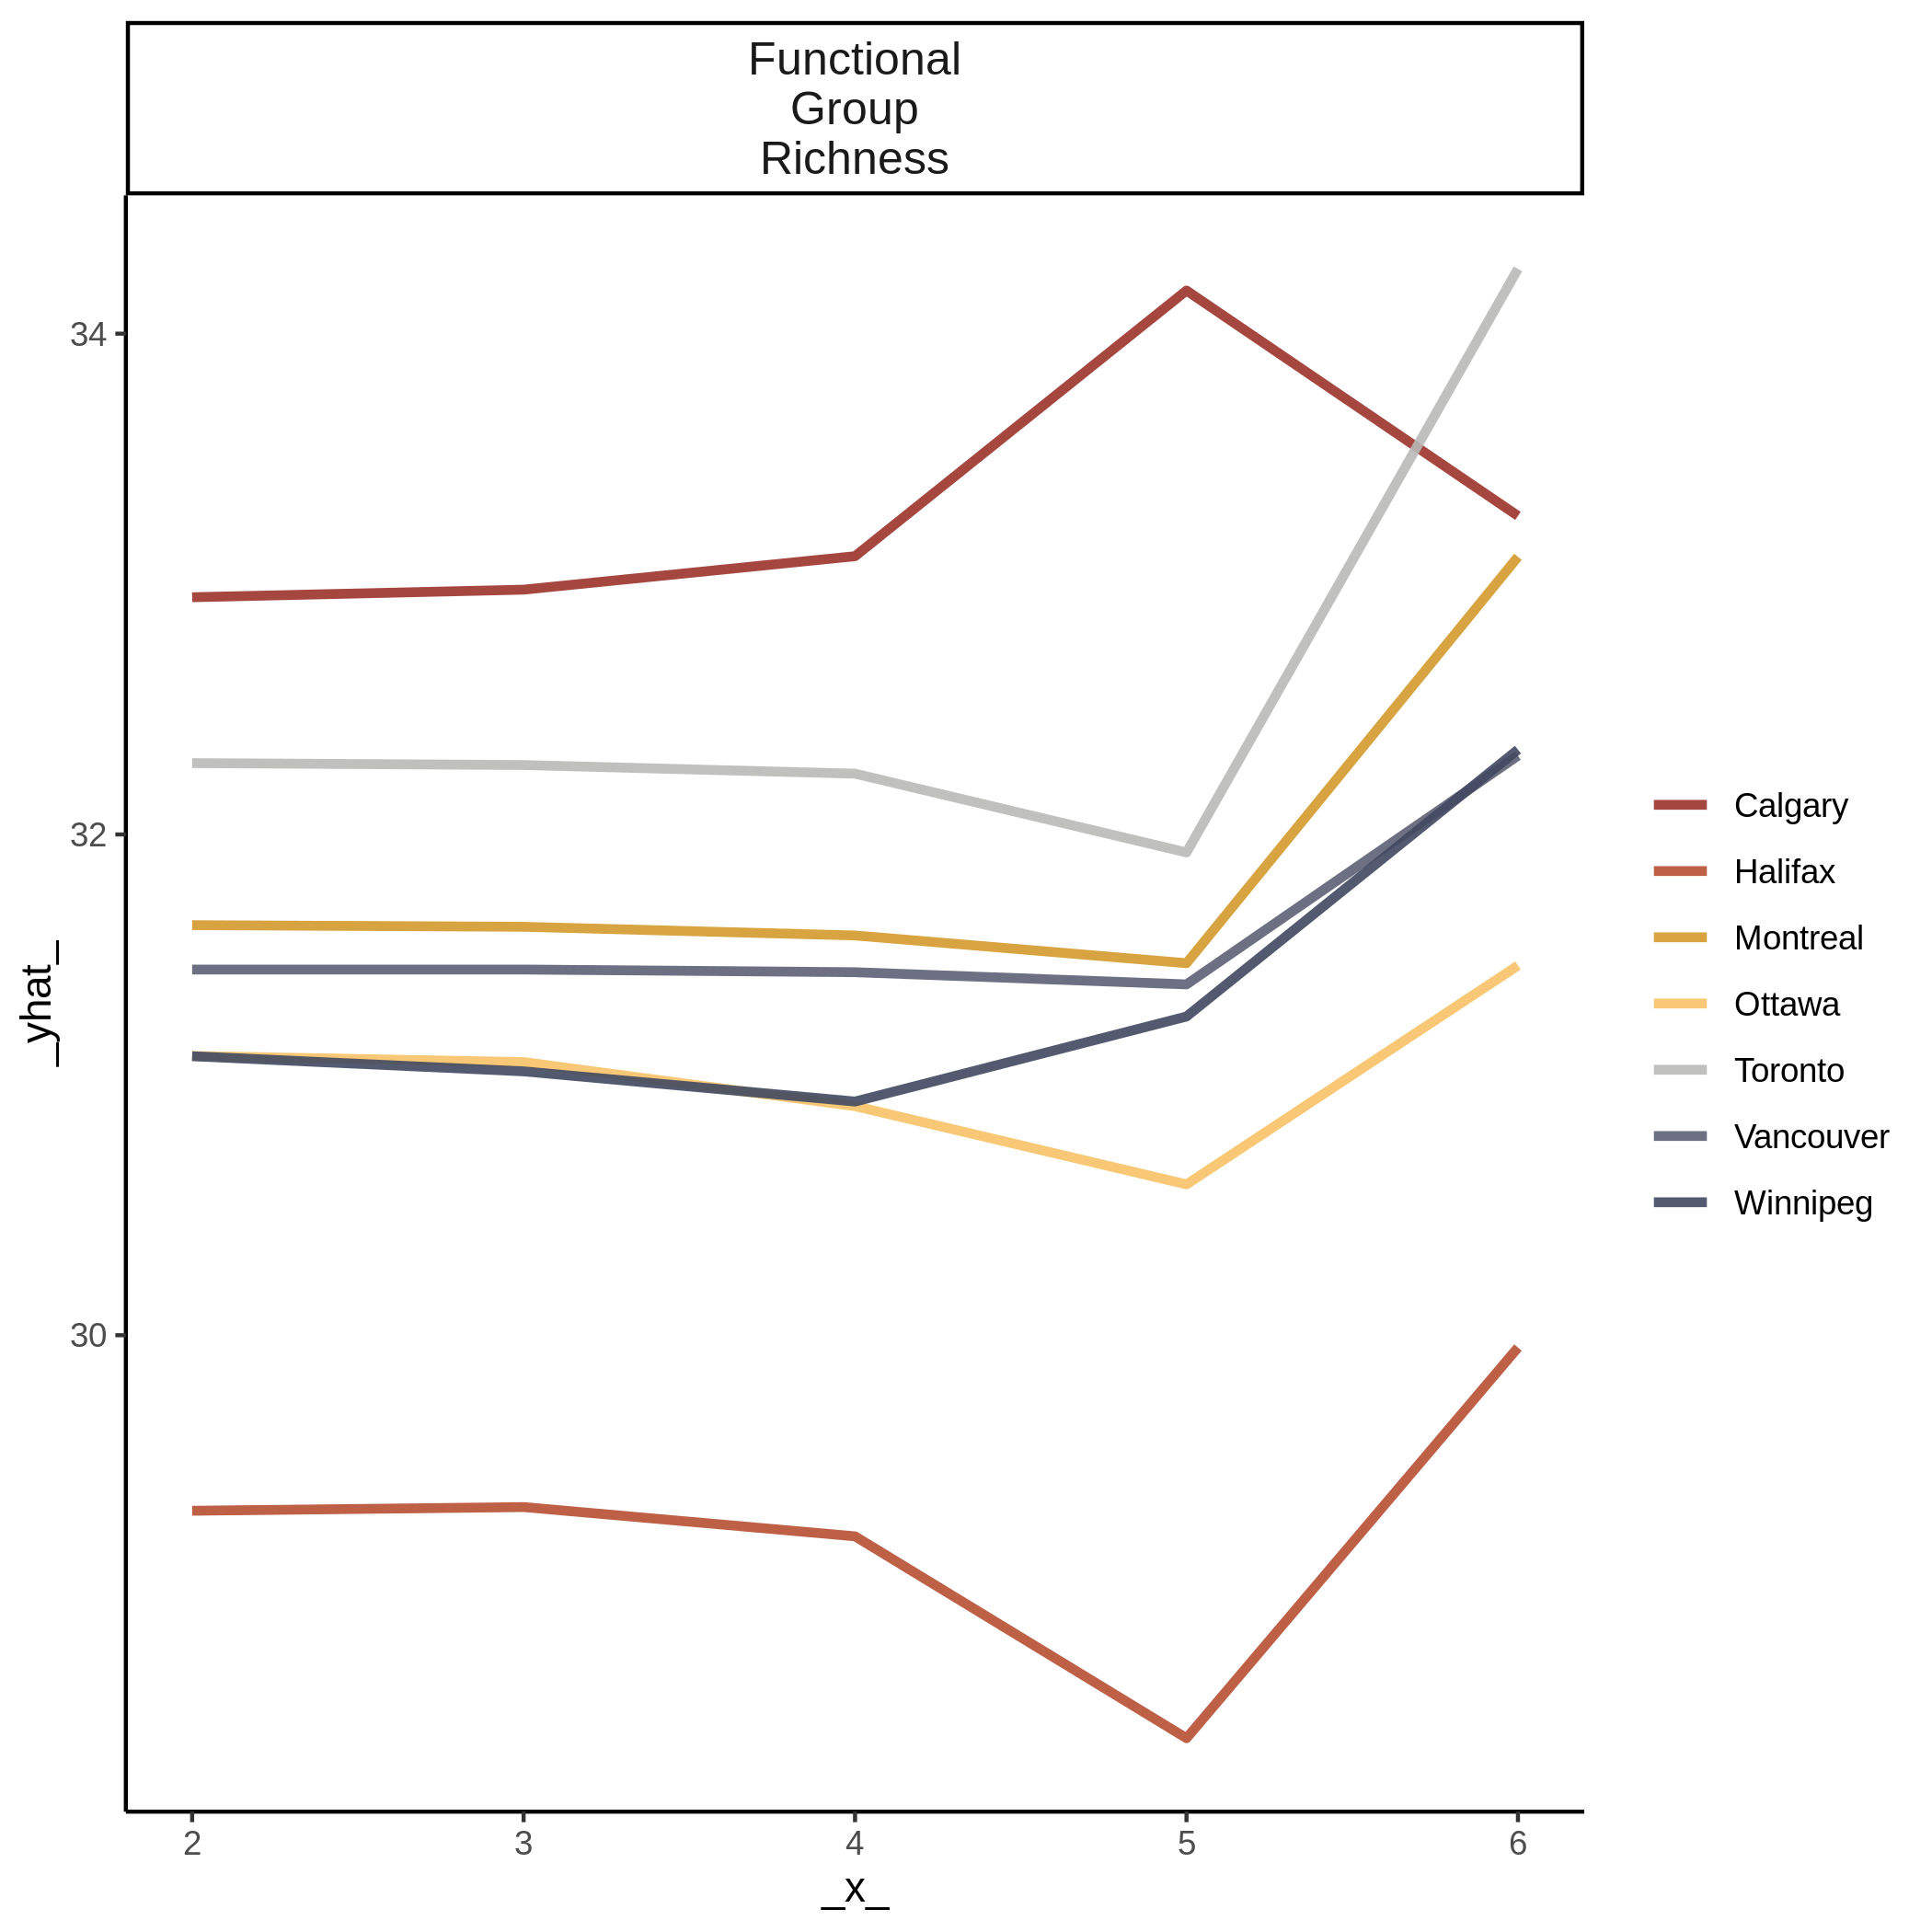 Functional
Group
Richness
34
32
30
_yhat_
2 3 4 5 6
_x_
Calgary
Halifax
Montreal
Ottawa
Toronto
Vancouver
Winnipeg